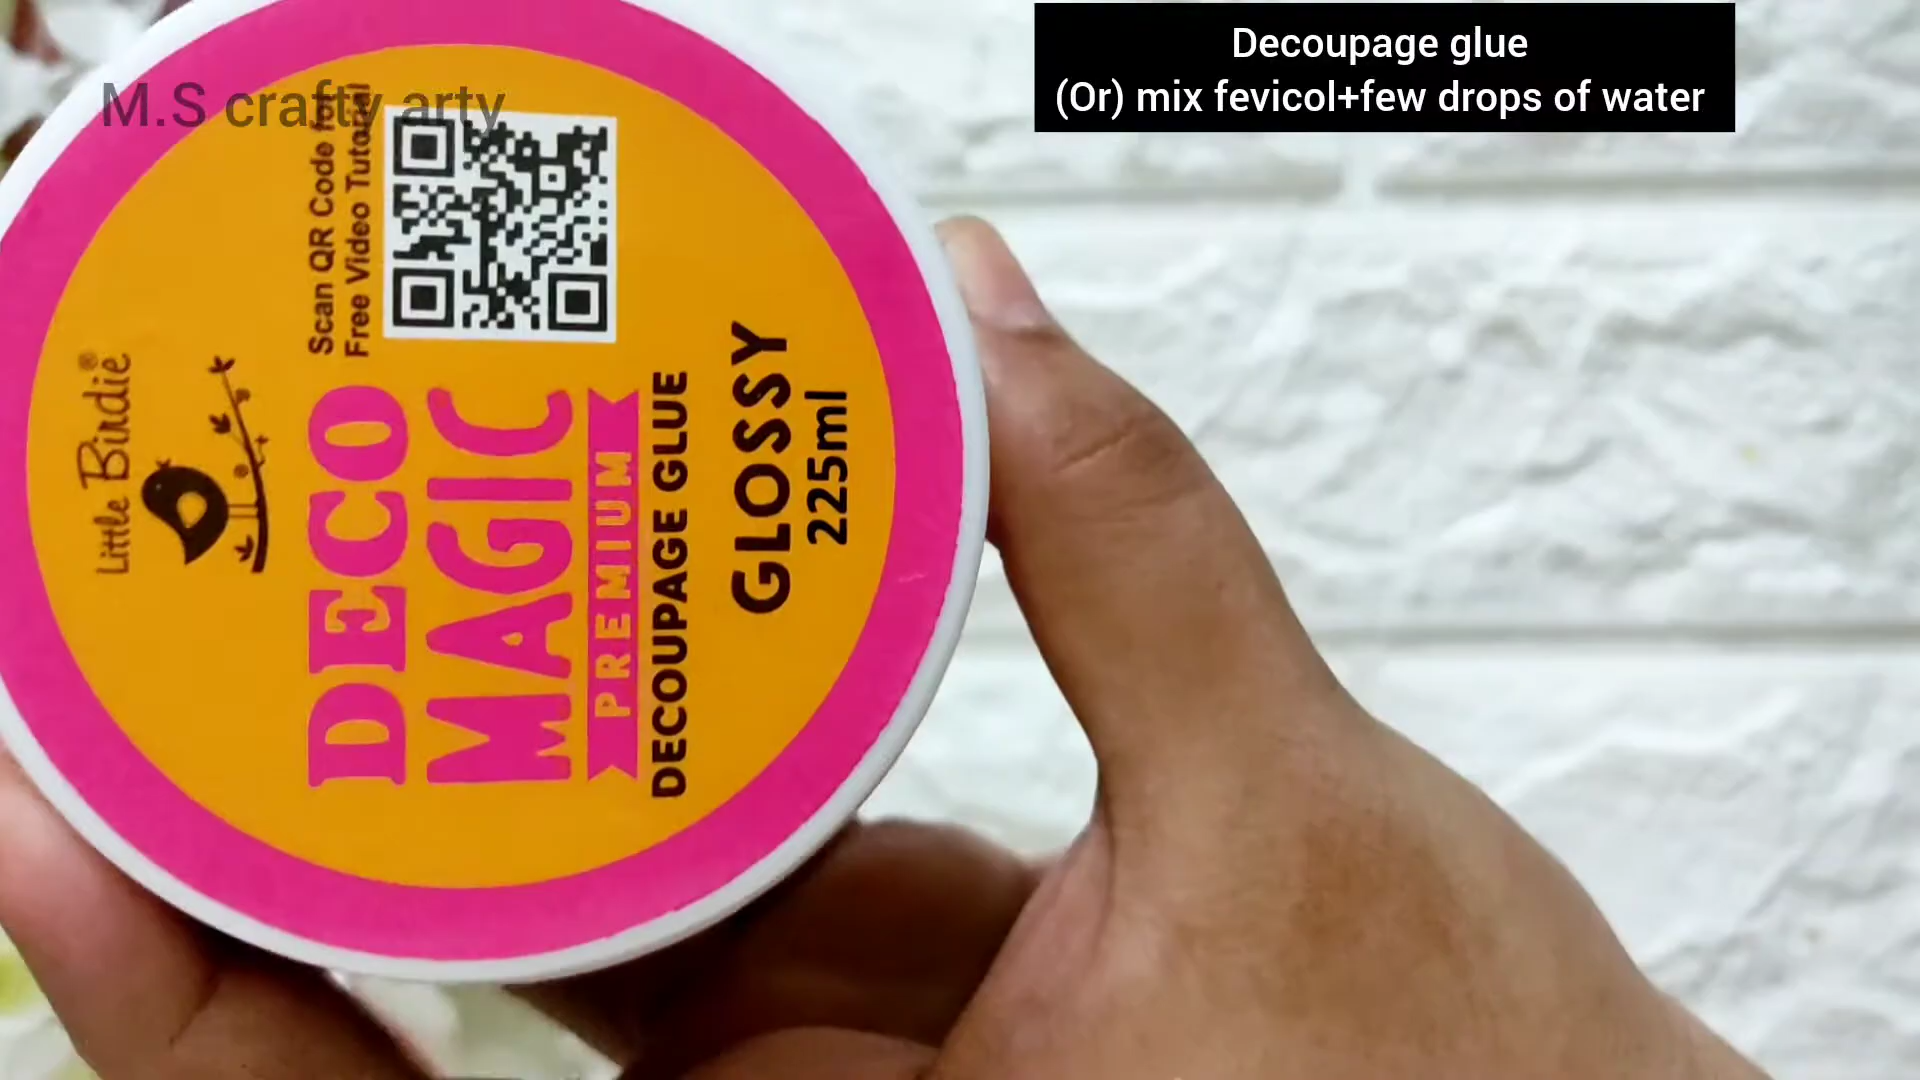 Decoupage glue
(Or) mix fevicol+few drops of water
M.S crafty arty
Little Birdie®
Scan QR Code for
Free Video Tutorial
DECO
MAGIC
PREMIUM
DECOUPAGE GLUE
GLOSSY
225ml